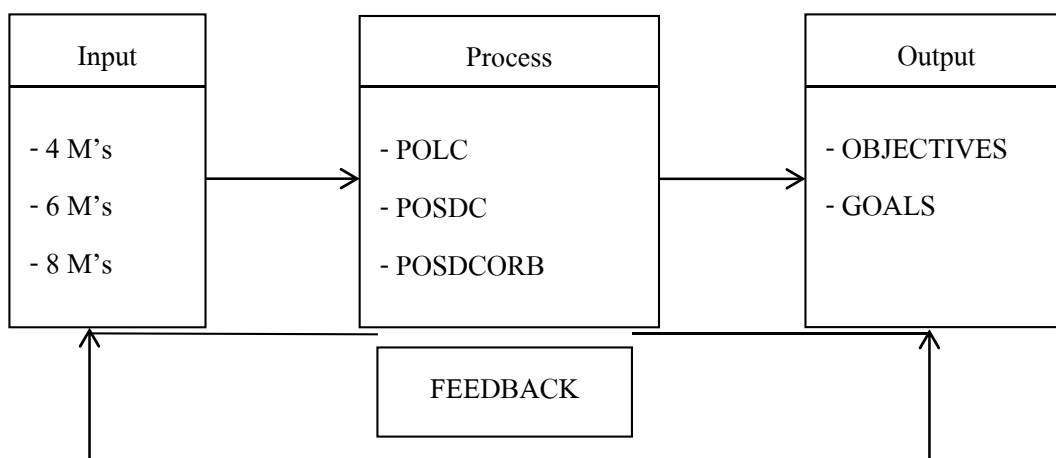 Input
- 4 M’s
- 6 M’s
- 8 M’s
Process
- POLC
- POSDC
- POSDCORB
Output
- OBJECTIVES
- GOALS
FEEDBACK